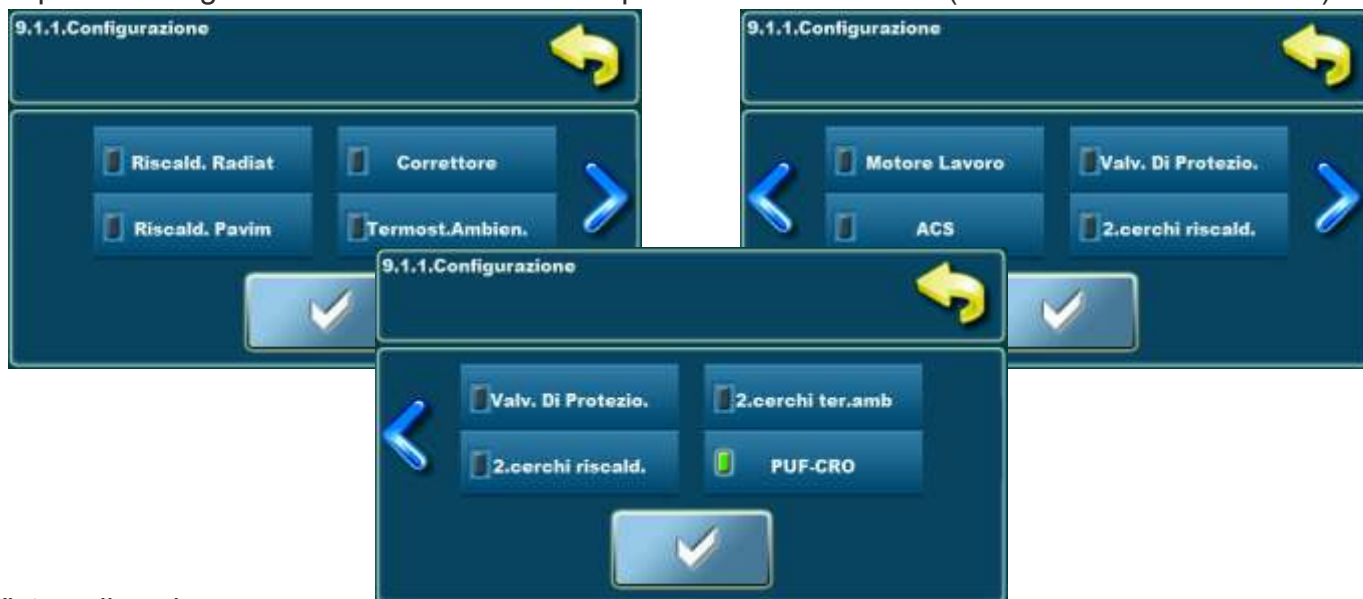 9.1.1.Configurazione
Riscald. Radiat
Correttore
Riscald. Pavim
Termost.Ambien.
9.1.1.Configurazione
Motore Lavoro
Valv. Di Protezio.
ACS
2.cerchi riscald.
9.1.1.Configurazione
Valv. Di Protezio.
2.cerchi ter.amb
2.cerchi riscald.
PUF-CRO